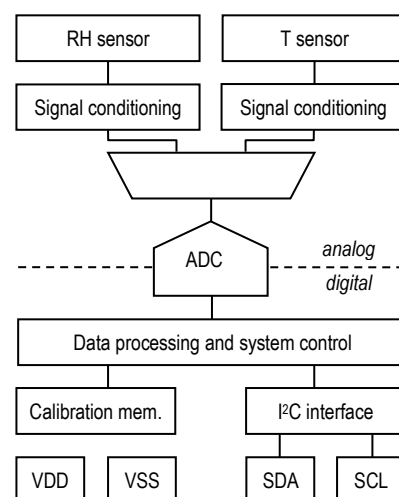 RH sensor
T sensor
Signal conditioning
Signal conditioning
ADC
analog
digital
Data processing and system control
Calibration mem.
I²C interface
VDD
VSS
SDA
SCL